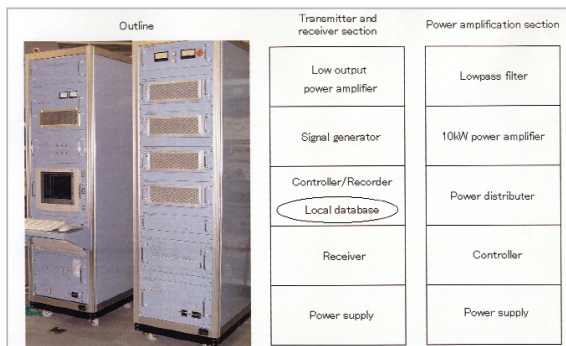 Outline
Transmitter and
receiver section
Low output
power amplifier
Signal generator
Controller/Recorder
Local database
Receiver
Power supply
Power amplification section
Lowpass filter
10kW power amplifier
Power distributer
Controller
Power supply